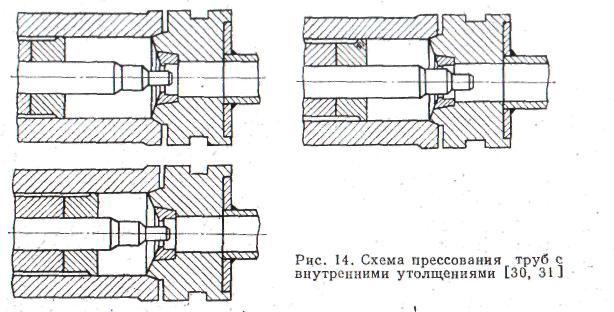 Рис. 14. Схема прессования труб с
внутренними утолщениями [30, 31]